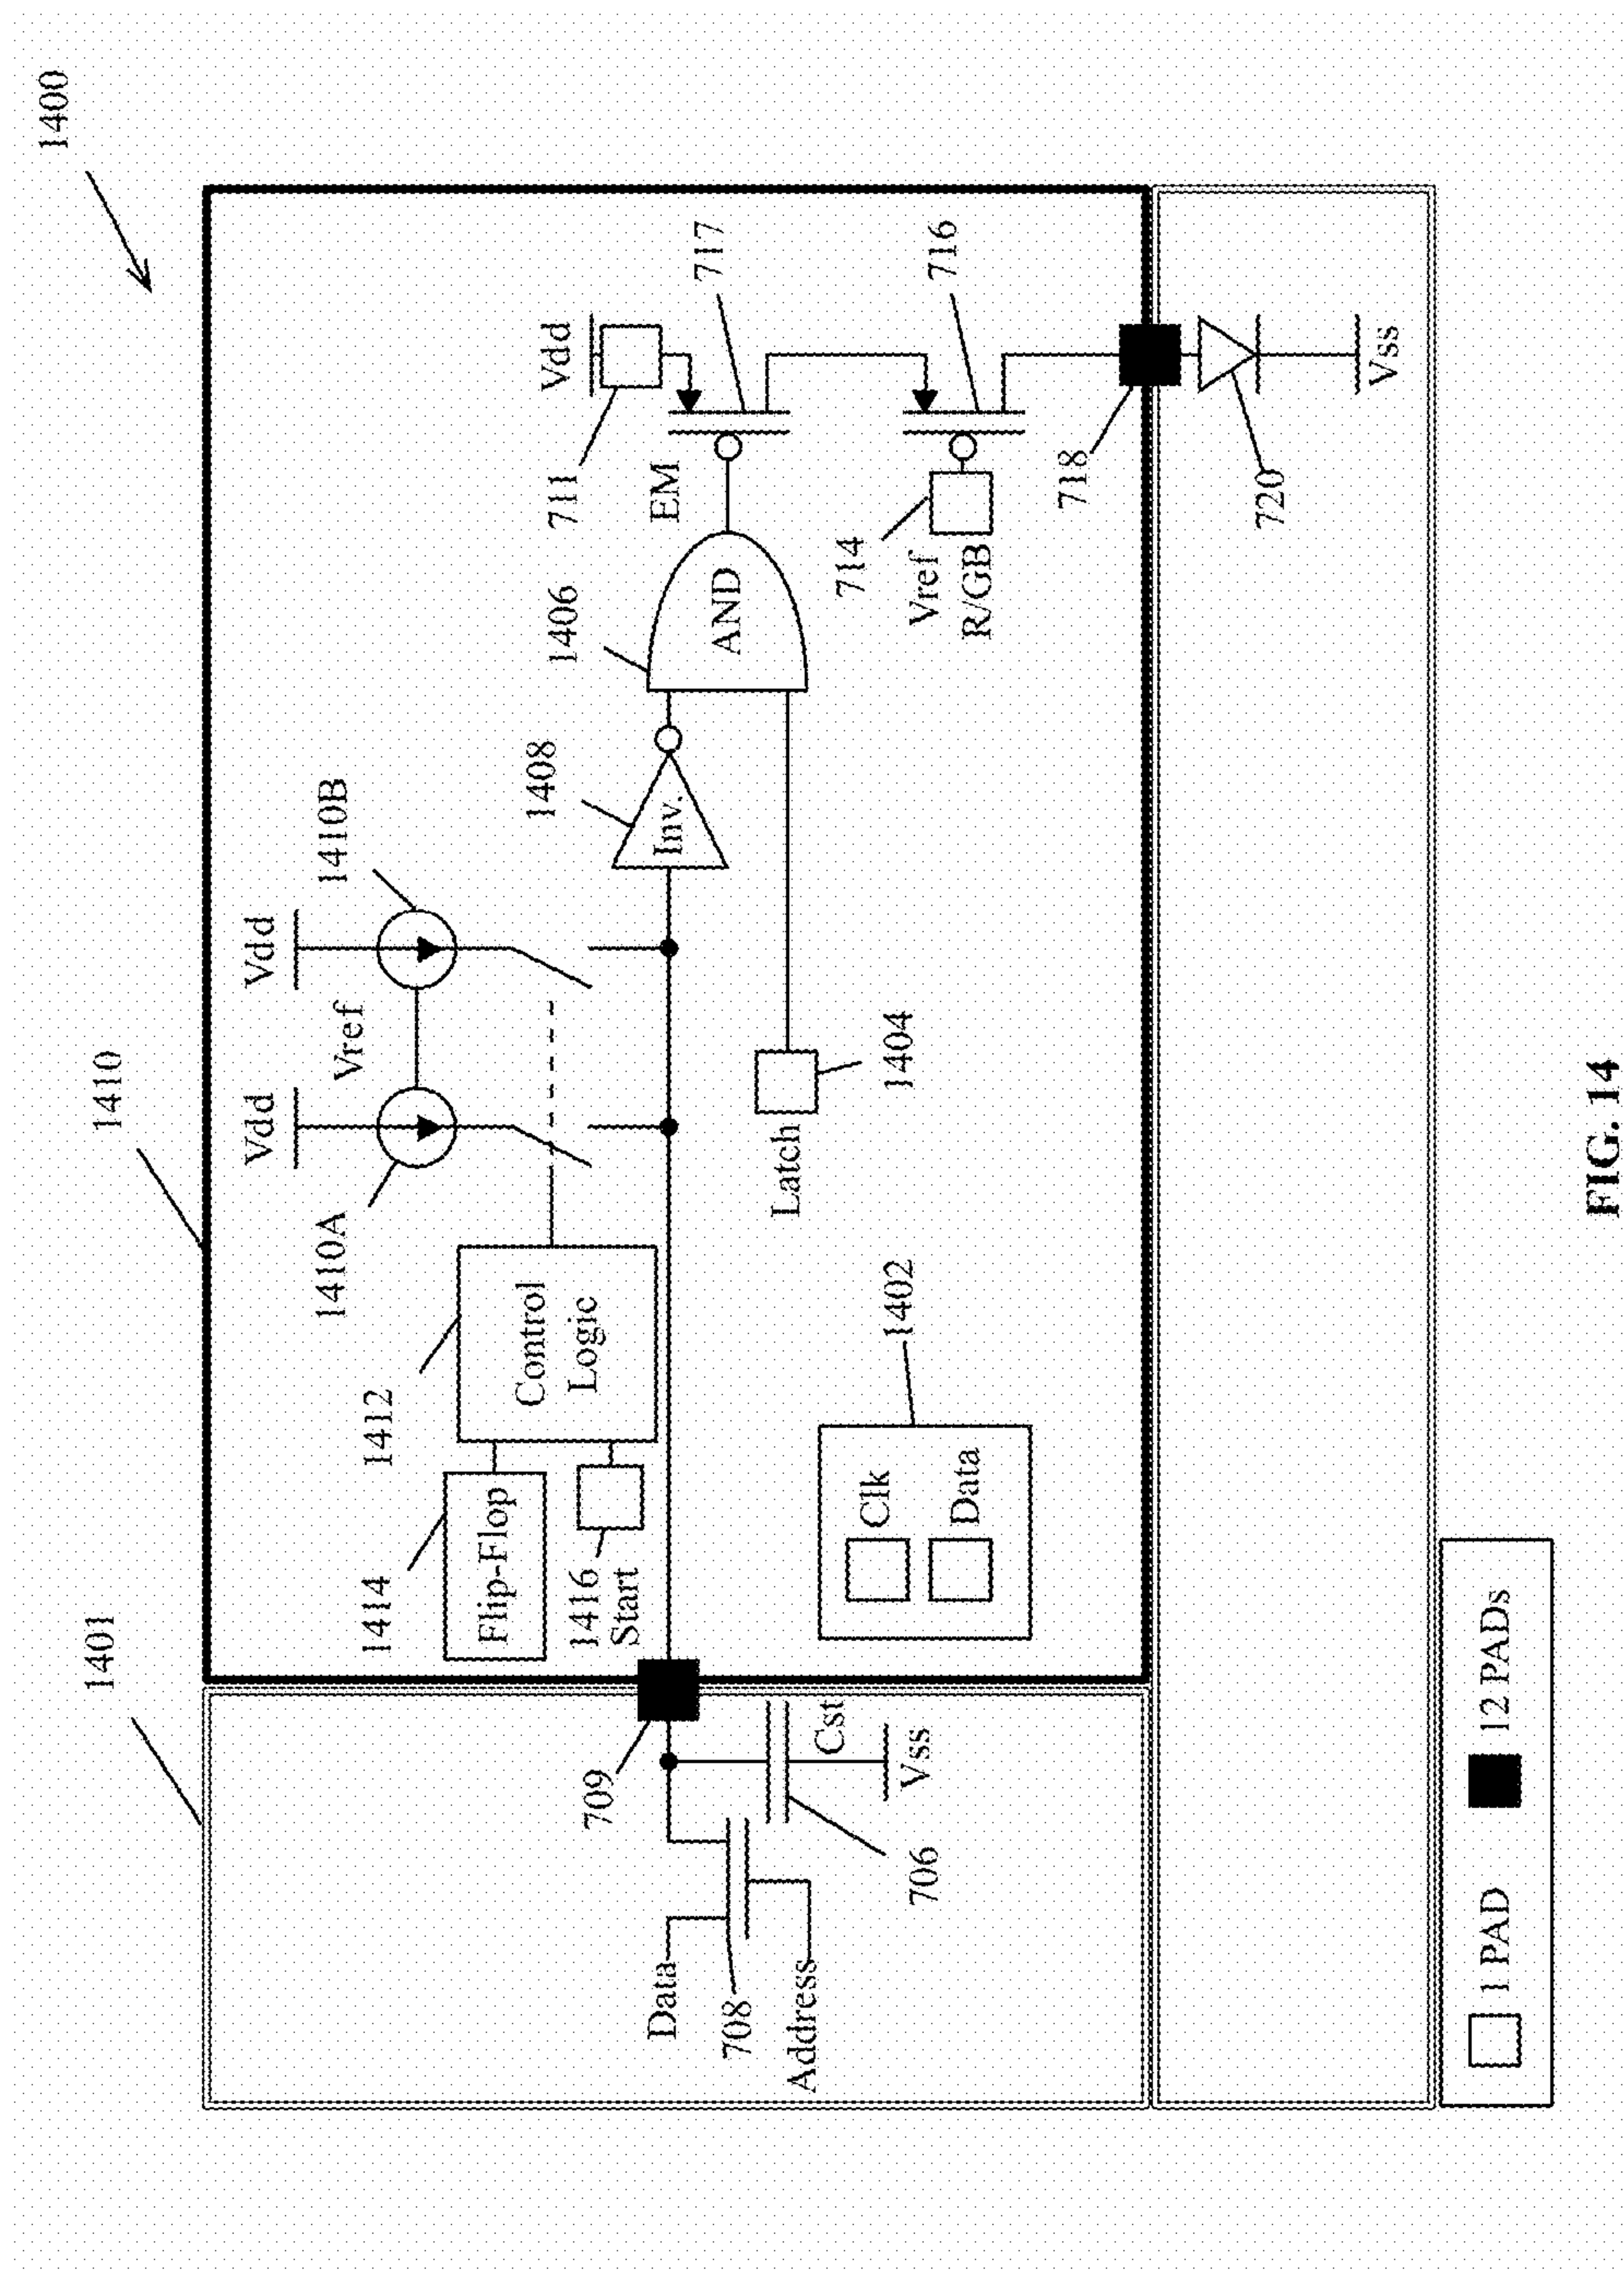 1400
1401
1410
1414
Flip-Flop
1416
Start
1412
Control
Logic
1410A
Vdd
Vref
Vdd
1410B
1408
Inv.
1406
AND
EM
711
Vdd
717
716
714
Vref
R/GB
718
720
Vss
Latch
1404
1402
Clk
Data
709
Data
708
Address
Cst
706
Vss
1 PAD
12 PADs
FIG. 14